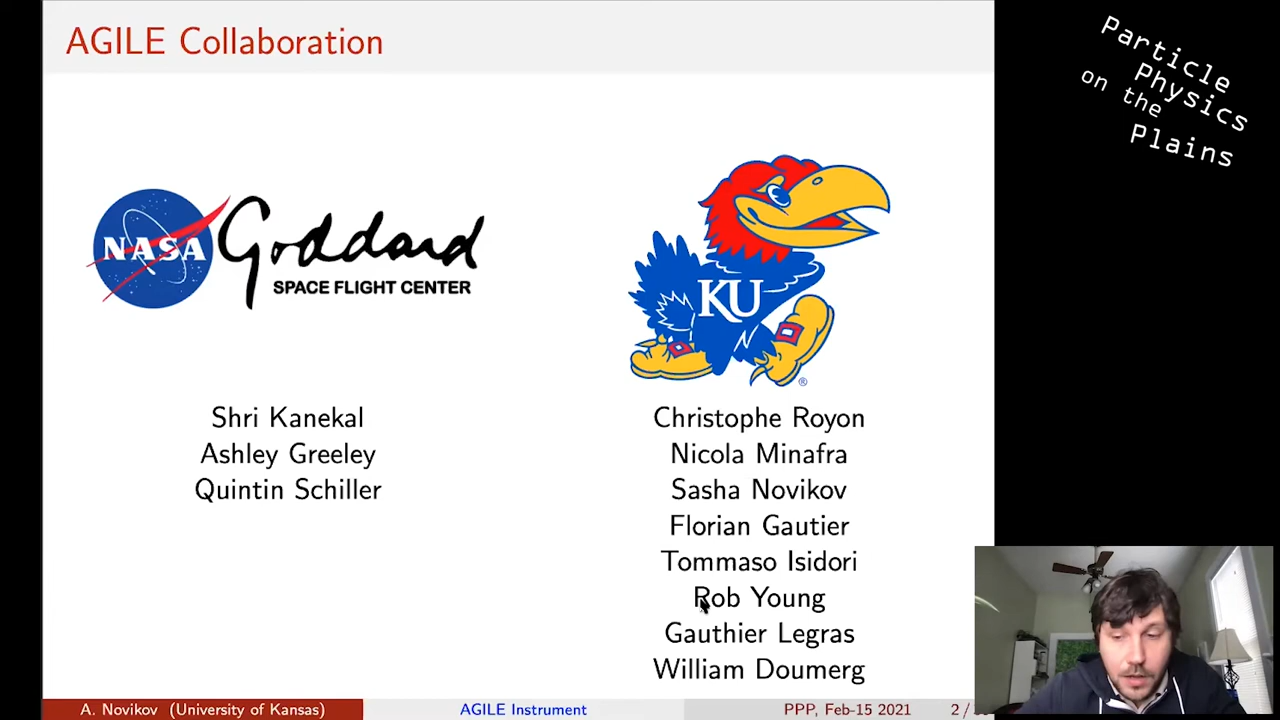 AGILE Collaboration
Particle
Physics
on the
Plains
NASA
Goddard
SPACE FLIGHT CENTER
KU
®
Shri Kanekal
Ashley Greeley
Quintin Schiller
Christophe Royon
Nicola Minafra
Sasha Novikov
Florian Gautier
Tommaso Isidori
Rob Young
Gauthier Legras
William Doumerg
A. Novikov (University of Kansas)
AGILE Instrument
PPP, Feb-15 2021
2 /